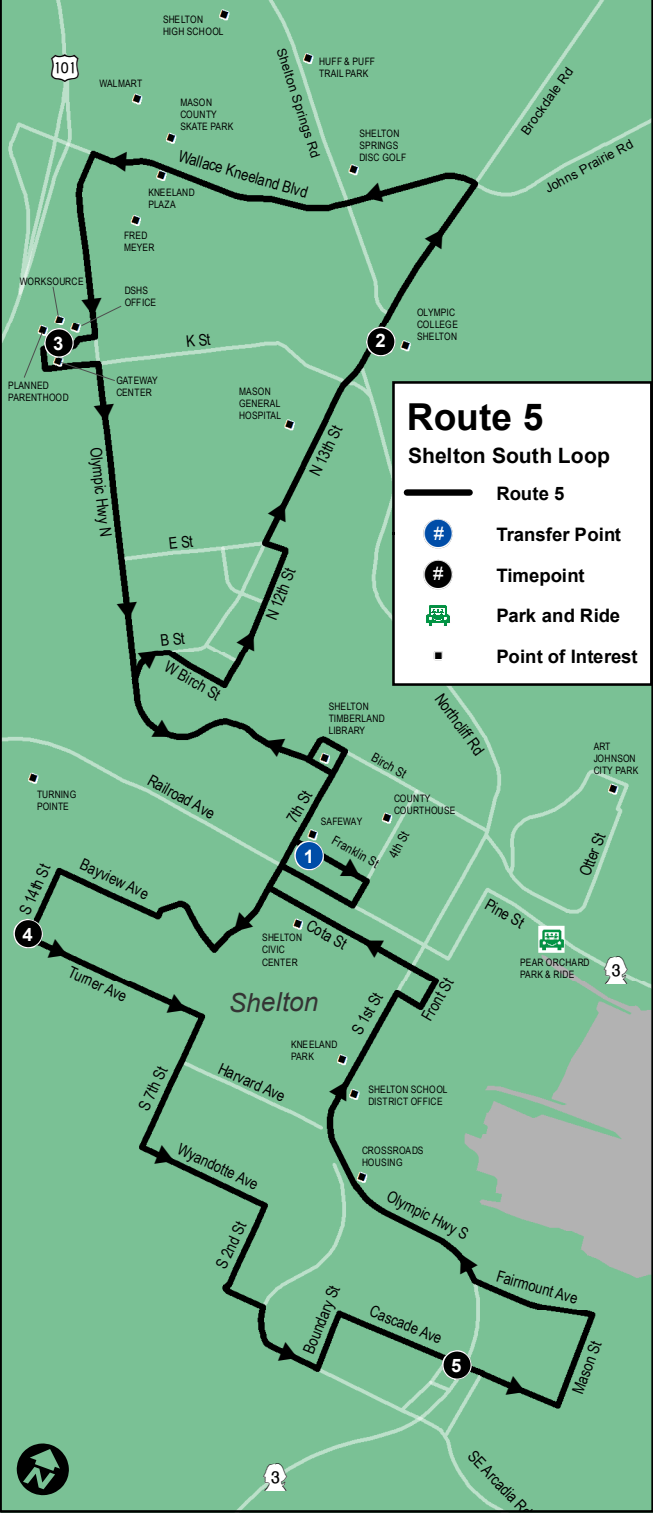 SHELTON
HIGH SCHOOL
101
HUFF & PUFF
TRAIL PARK
Shelton Springs Rd
WALMART
MASON
COUNTY
SKATE PARK
Brockdale Rd
SHELTON
SPRINGS
DISC GOLF
Johns Prairie Rd
Wallace Kneeland Blvd
KNEELAND
PLAZA
FRED
MEYER
WORKSOURCE
DSHS
OFFICE
3
2
OLYMPIC
COLLEGE
SHELTON
K St
PLANNED
PARENTHOOD
GATEWAY
CENTER
MASON
GENERAL
HOSPITAL
N 13th St
Olympic Hwy N
E St
N 12th St
B St
W Birch St
Route 5
Shelton South Loop
Route 5
# Transfer Point
# Timepoint
Park and Ride
Point of Interest
SHELTON
TIMBERLAND
LIBRARY
Northcliff Rd
Birch St
ART
JOHNSON
CITY PARK
TURNING
POINTE
Railroad Ave
7th St
COUNTY
COURTHOUSE
SAFEWAY
Franklin St
4th St
1
Otter St
S 14th St
Bayview Ave
4
Pine St
SHELTON
CIVIC
CENTER
Cota St
PEAR ORCHARD
PARK & RIDE
3
Turner Ave
Shelton
Front St
S 1st St
KNEELAND
PARK
S 7th St
Harvard Ave
SHELTON SCHOOL
DISTRICT OFFICE
Wyandotte Ave
CROSSROADS
HOUSING
Olympic Hwy S
S 2nd St
Fairmount Ave
Boundary St
Cascade Ave
5
Mason St
N
3
SE Arcadia Rd